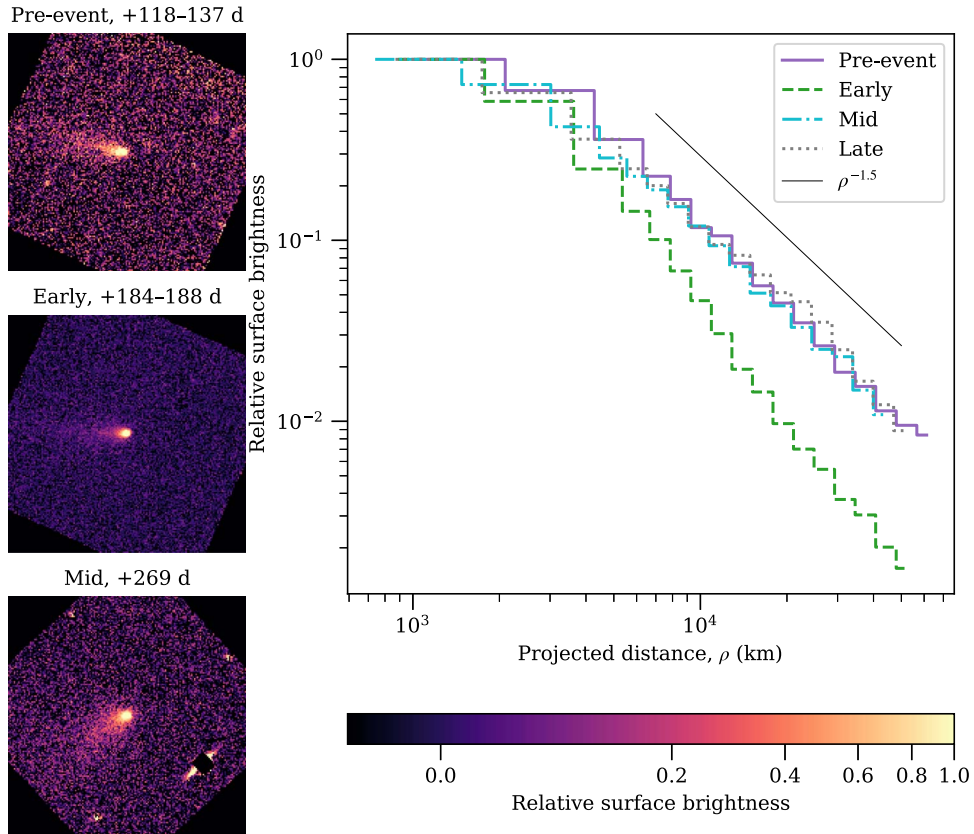 Pre-event, +118–137 d
Early, +184–188 d
Mid, +269 d
Relative surface brightness
10⁰
10⁻¹
10⁻²
Pre-event
Early
Mid
Late
ρ⁻¹·⁵
10³
10⁴
Projected distance, ρ (km)
0.0
0.2
0.4
0.6
0.8
1.0
Relative surface brightness